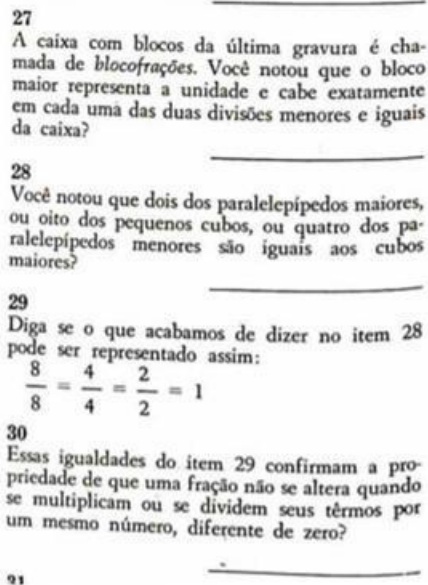 27
A caixa com blocos da última gravura é cha-
mada de blocofrações. Você notou que o bloco
maior representa a unidade e cabe exatamente
em cada uma das duas divisões menores e iguais
da caixa?
28
Você notou que dois dos paralelepípedos maiores,
ou oito dos pequenos cubos, ou quatro dos pa-
ralelepípedos menores são iguais aos cubos
maiores?
29
Diga se o que acabamos de dizer no item 28
pode ser representado assim:
8/8 = 4/4 = 2/2 = 1
30
Essas igualdades do item 29 confirmam a pro-
priedade de que uma fração não se altera quando
se multiplicam ou se dividem seus têrmos por
um mesmo número, diferente de zero?